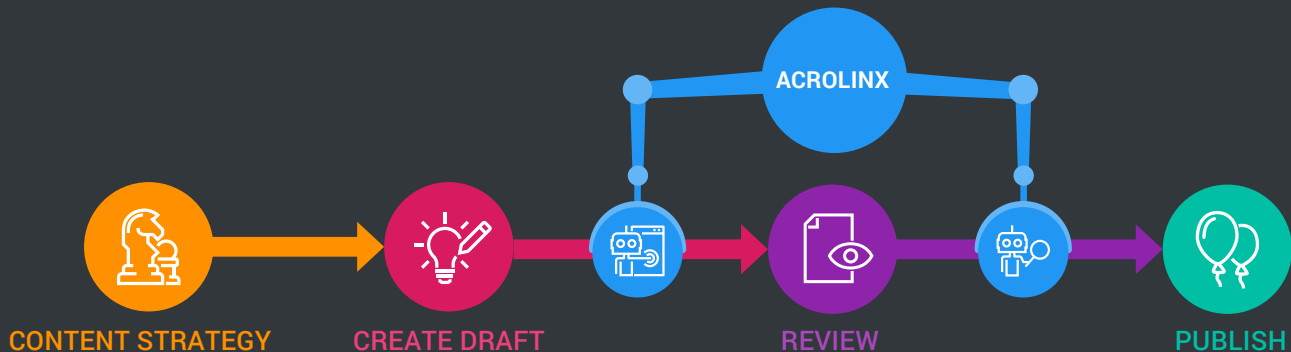 ACROLINX
CONTENT STRATEGY
CREATE DRAFT
REVIEW
PUBLISH